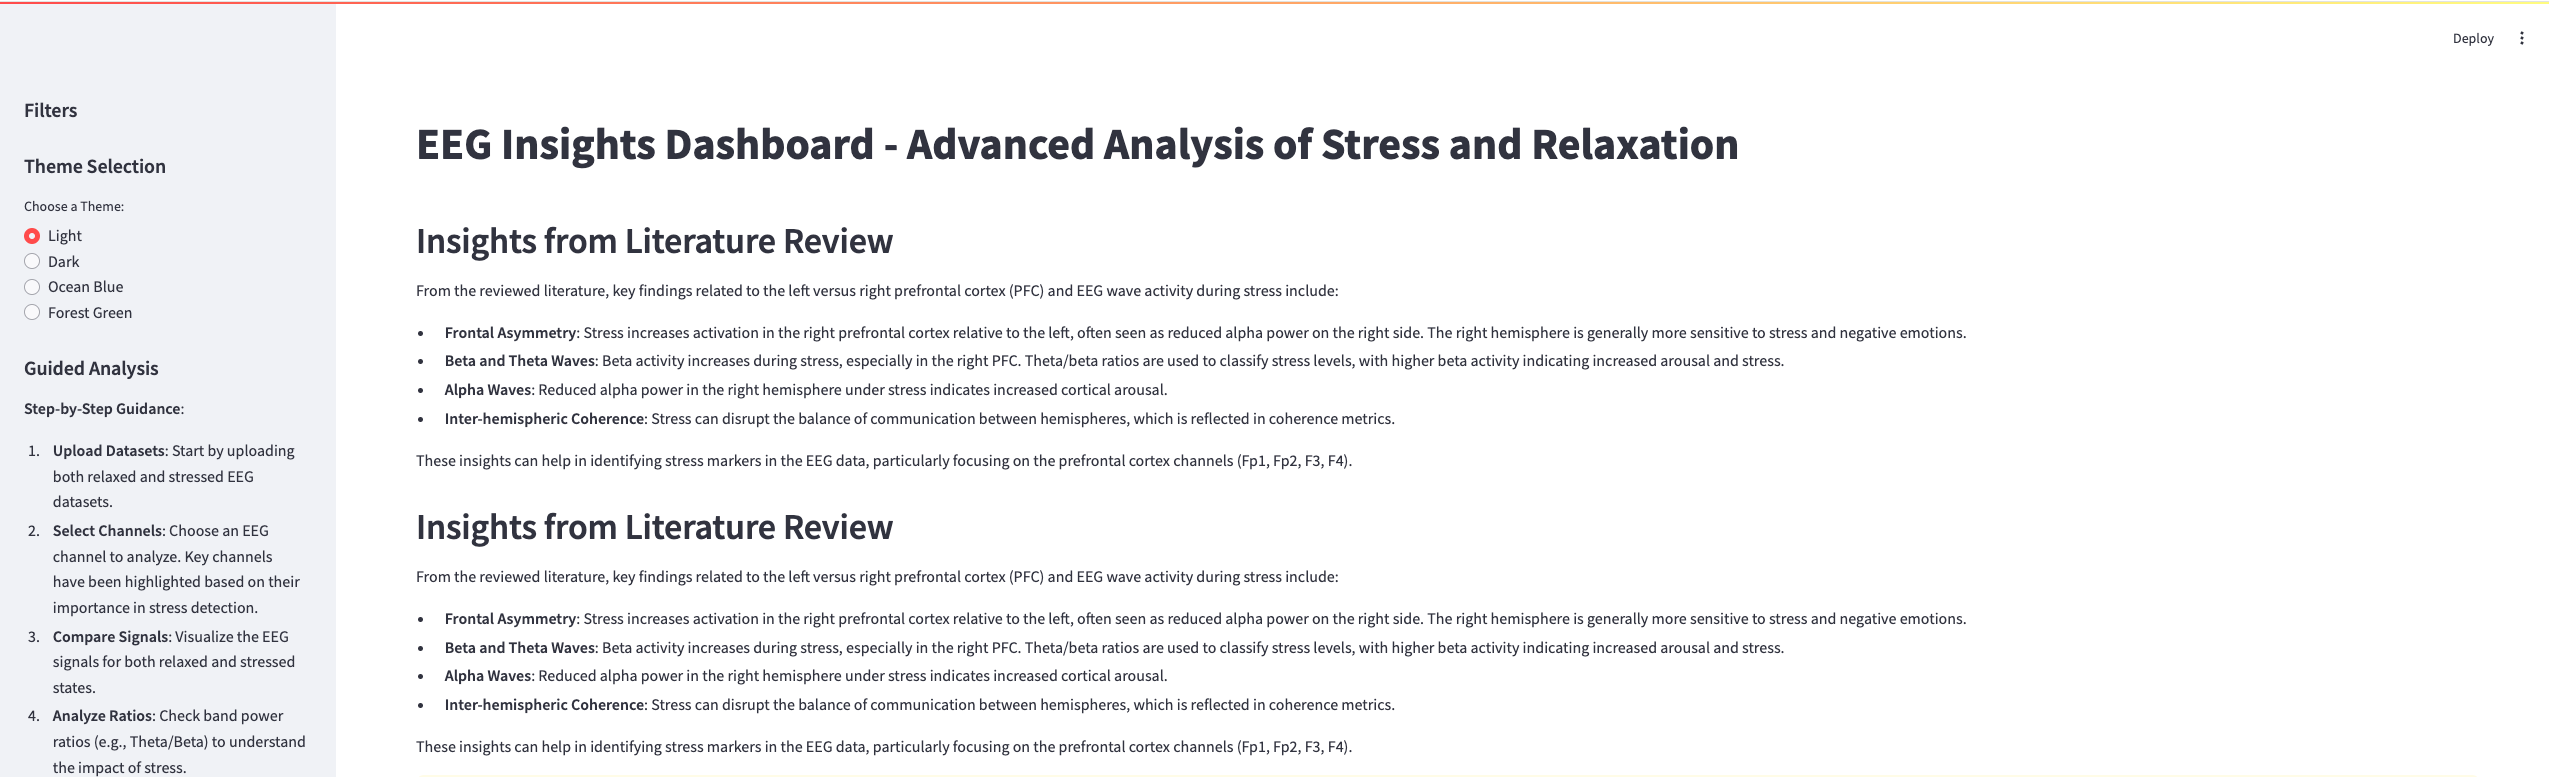 Deploy
Filters
Theme Selection
Choose a Theme:
Light
Dark
Ocean Blue
Forest Green
Guided Analysis
Step-by-Step Guidance:
1. Upload Datasets: Start by uploading
both relaxed and stressed EEG
datasets.
2. Select Channels: Choose an EEG
channel to analyze. Key channels
have been highlighted based on their
importance in stress detection.
3. Compare Signals: Visualize the EEG
signals for both relaxed and stressed
states.
4. Analyze Ratios: Check band power
ratios (e.g., Theta/Beta) to understand
the impact of stress.
EEG Insights Dashboard - Advanced Analysis of Stress and Relaxation
Insights from Literature Review
From the reviewed literature, key findings related to the left versus right prefrontal cortex (PFC) and EEG wave activity during stress include:
• Frontal Asymmetry: Stress increases activation in the right prefrontal cortex relative to the left, often seen as reduced alpha power on the right side. The right hemisphere is generally more sensitive to stress and negative emotions.
• Beta and Theta Waves: Beta activity increases during stress, especially in the right PFC. Theta/beta ratios are used to classify stress levels, with higher beta activity indicating increased arousal and stress.
• Alpha Waves: Reduced alpha power in the right hemisphere under stress indicates increased cortical arousal.
• Inter-hemispheric Coherence: Stress can disrupt the balance of communication between hemispheres, which is reflected in coherence metrics.
These insights can help in identifying stress markers in the EEG data, particularly focusing on the prefrontal cortex channels (Fp1, Fp2, F3, F4).
Insights from Literature Review
From the reviewed literature, key findings related to the left versus right prefrontal cortex (PFC) and EEG wave activity during stress include:
• Frontal Asymmetry: Stress increases activation in the right prefrontal cortex relative to the left, often seen as reduced alpha power on the right side. The right hemisphere is generally more sensitive to stress and negative emotions.
• Beta and Theta Waves: Beta activity increases during stress, especially in the right PFC. Theta/beta ratios are used to classify stress levels, with higher beta activity indicating increased arousal and stress.
• Alpha Waves: Reduced alpha power in the right hemisphere under stress indicates increased cortical arousal.
• Inter-hemispheric Coherence: Stress can disrupt the balance of communication between hemispheres, which is reflected in coherence metrics.
These insights can help in identifying stress markers in the EEG data, particularly focusing on the prefrontal cortex channels (Fp1, Fp2, F3, F4).